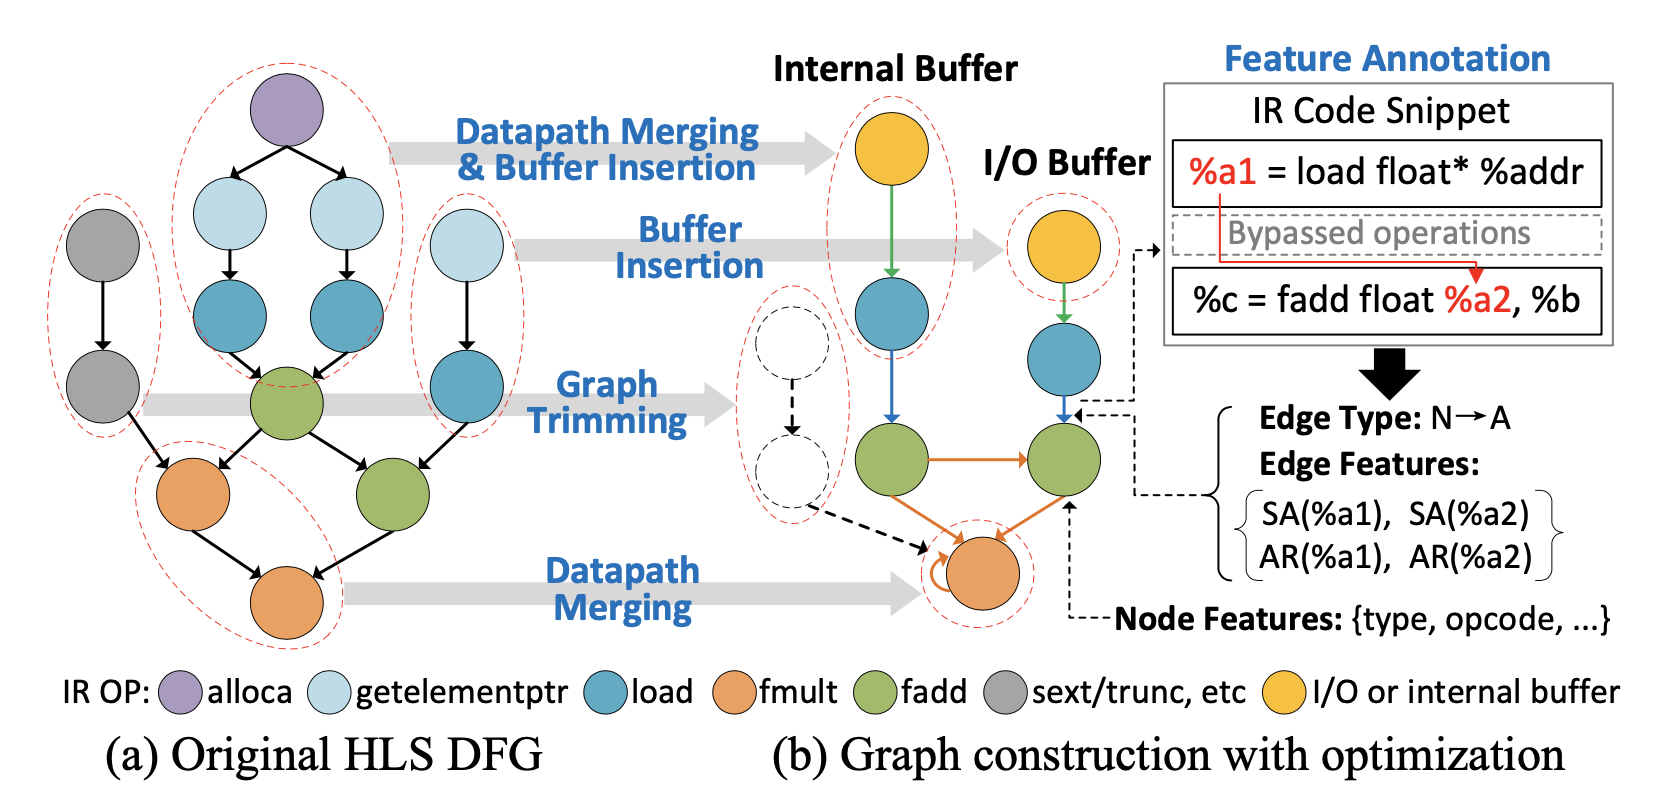 Internal Buffer
Datapath Merging
& Buffer Insertion
I/O Buffer
Buffer
Insertion
Graph
Trimming
Datapath
Merging
Feature Annotation
IR Code Snippet
%a1 = load float* %addr
Bypassed operations
%c = fadd float %a2, %b
Edge Type: N→A
Edge Features:
SA(%a1), SA(%a2)
AR(%a1), AR(%a2)
Node Features: {type, opcode, ...}
IR OP: alloca getelementptr load fmult fadd sext/trunc, etc I/O or internal buffer
(a) Original HLS DFG
(b) Graph construction with optimization